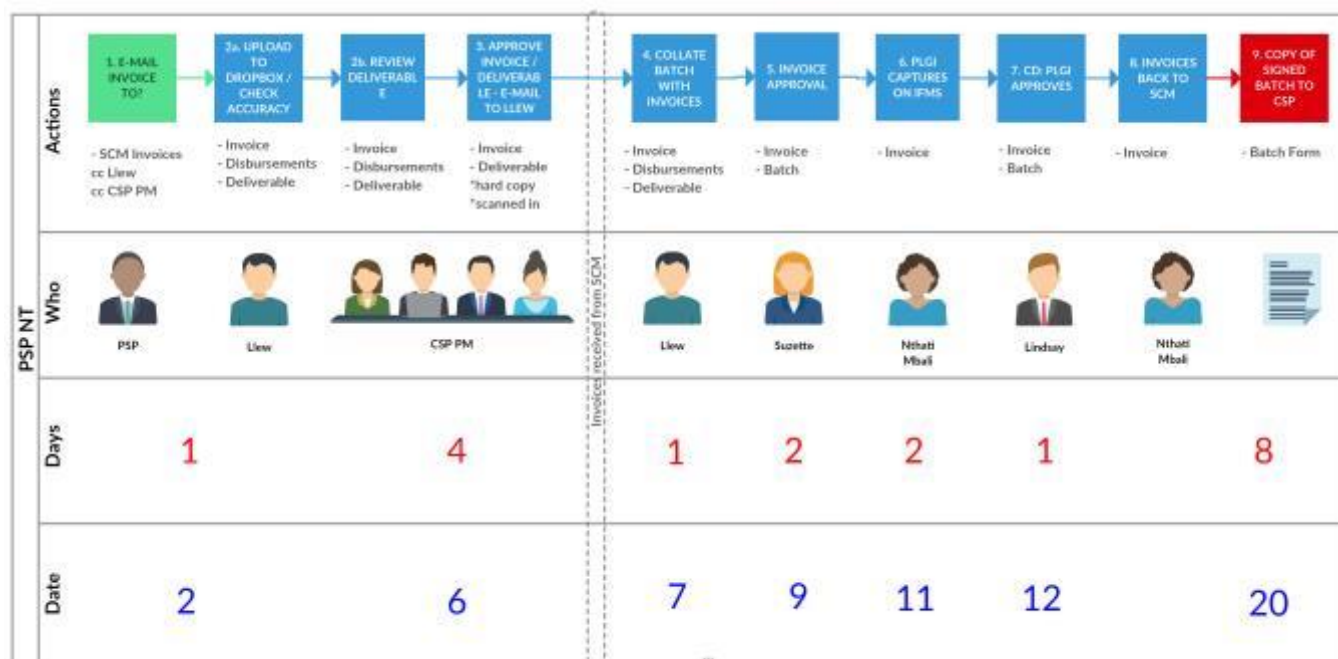 PSP NT
Actions
1. E-MAIL
INVOICE
TO?
- SCM Invoices
cc Llew
cc CSP PM
2a. UPLOAD
TO
DROPBOX /
CHECK
ACCURACY
- Invoice
- Disbursements
- Deliverable
2b. REVIEW
DELIVERABL
E
- Invoice
- Disbursements
- Deliverable
3. APPROVE
INVOICE /
DELIVERAB
LE - E-MAIL
TO LLEW
- Invoice
- Deliverable
*hard copy
*scanned in
Invoices received from SCM
4. COLLATE
BATCH
WITH
INVOICES
- Invoice
- Disbursements
- Deliverable
5. INVOICE
APPROVAL
- Invoice
- Batch
6. PLGI
CAPTURES
ON IFMS
- Invoice
7. CD: PLGI
APPROVES
- Invoice
- Batch
8. INVOICES
BACK TO
SCM
- Invoice
9. COPY OF
SIGNED
BATCH TO
CSP
- Batch Form
Who
PSP
Llew
CSP PM
Llew
Suzette
Nthati
Mbali
Lindsay
Nthati
Mbali
Days
1
4
1
2
2
1
8
Date
2
6
7
9
11
12
20